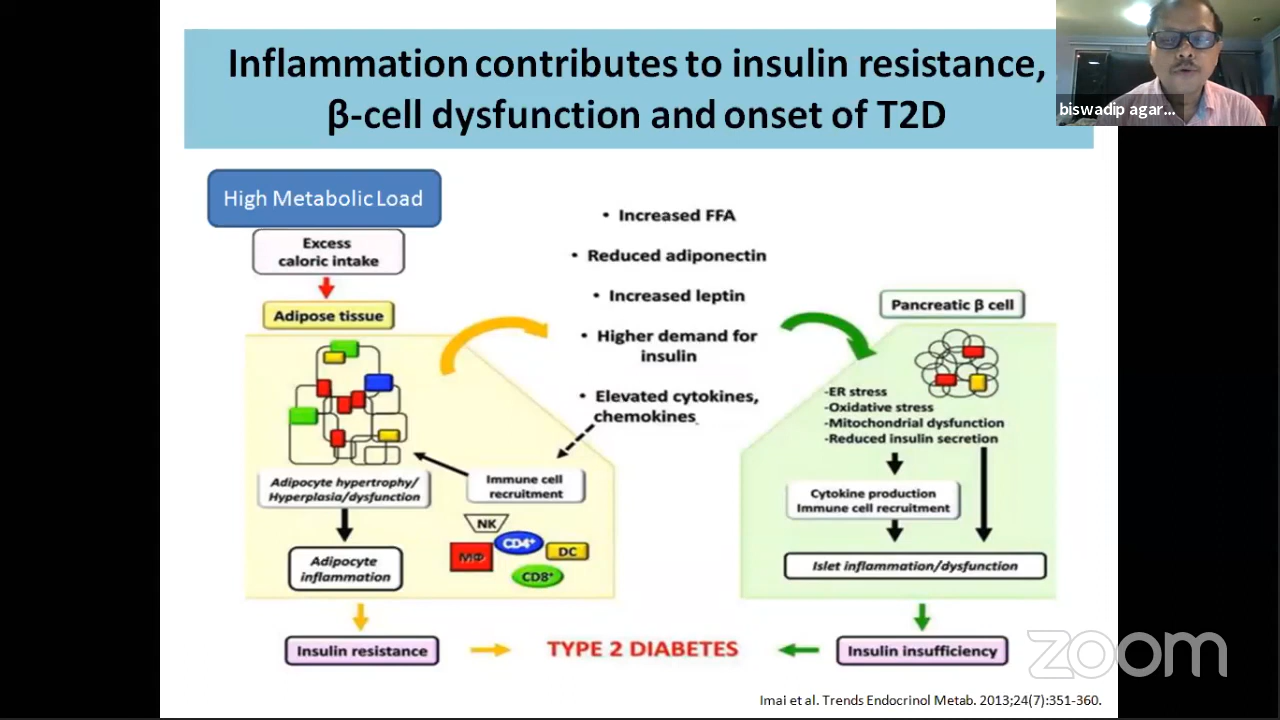 Inflammation contributes to insulin resistance,
β-cell dysfunction and onset of T2D
biswadip agar...
High Metabolic Load
Excess
caloric intake
Adipose tissue
• Increased FFA
• Reduced adiponectin
• Increased leptin
• Higher demand for
insulin
• Elevated cytokines,
chemokines
Pancreatic β cell
-ER stress
-Oxidative stress
-Mitochondrial dysfunction
-Reduced insulin secretion
Adipocyte hypertrophy/
Hyperplasia/dysfunction
Immune cell
recruitment
NK
CD4+
MΦ
DC
CD8+
Cytokine production
Immune cell recruitment
Adipocyte
inflammation
Islet inflammation/dysfunction
Insulin resistance
TYPE 2 DIABETES
Insulin insufficiency
zoom
Imai et al. Trends Endocrinol Metab. 2013;24(7):351-360.